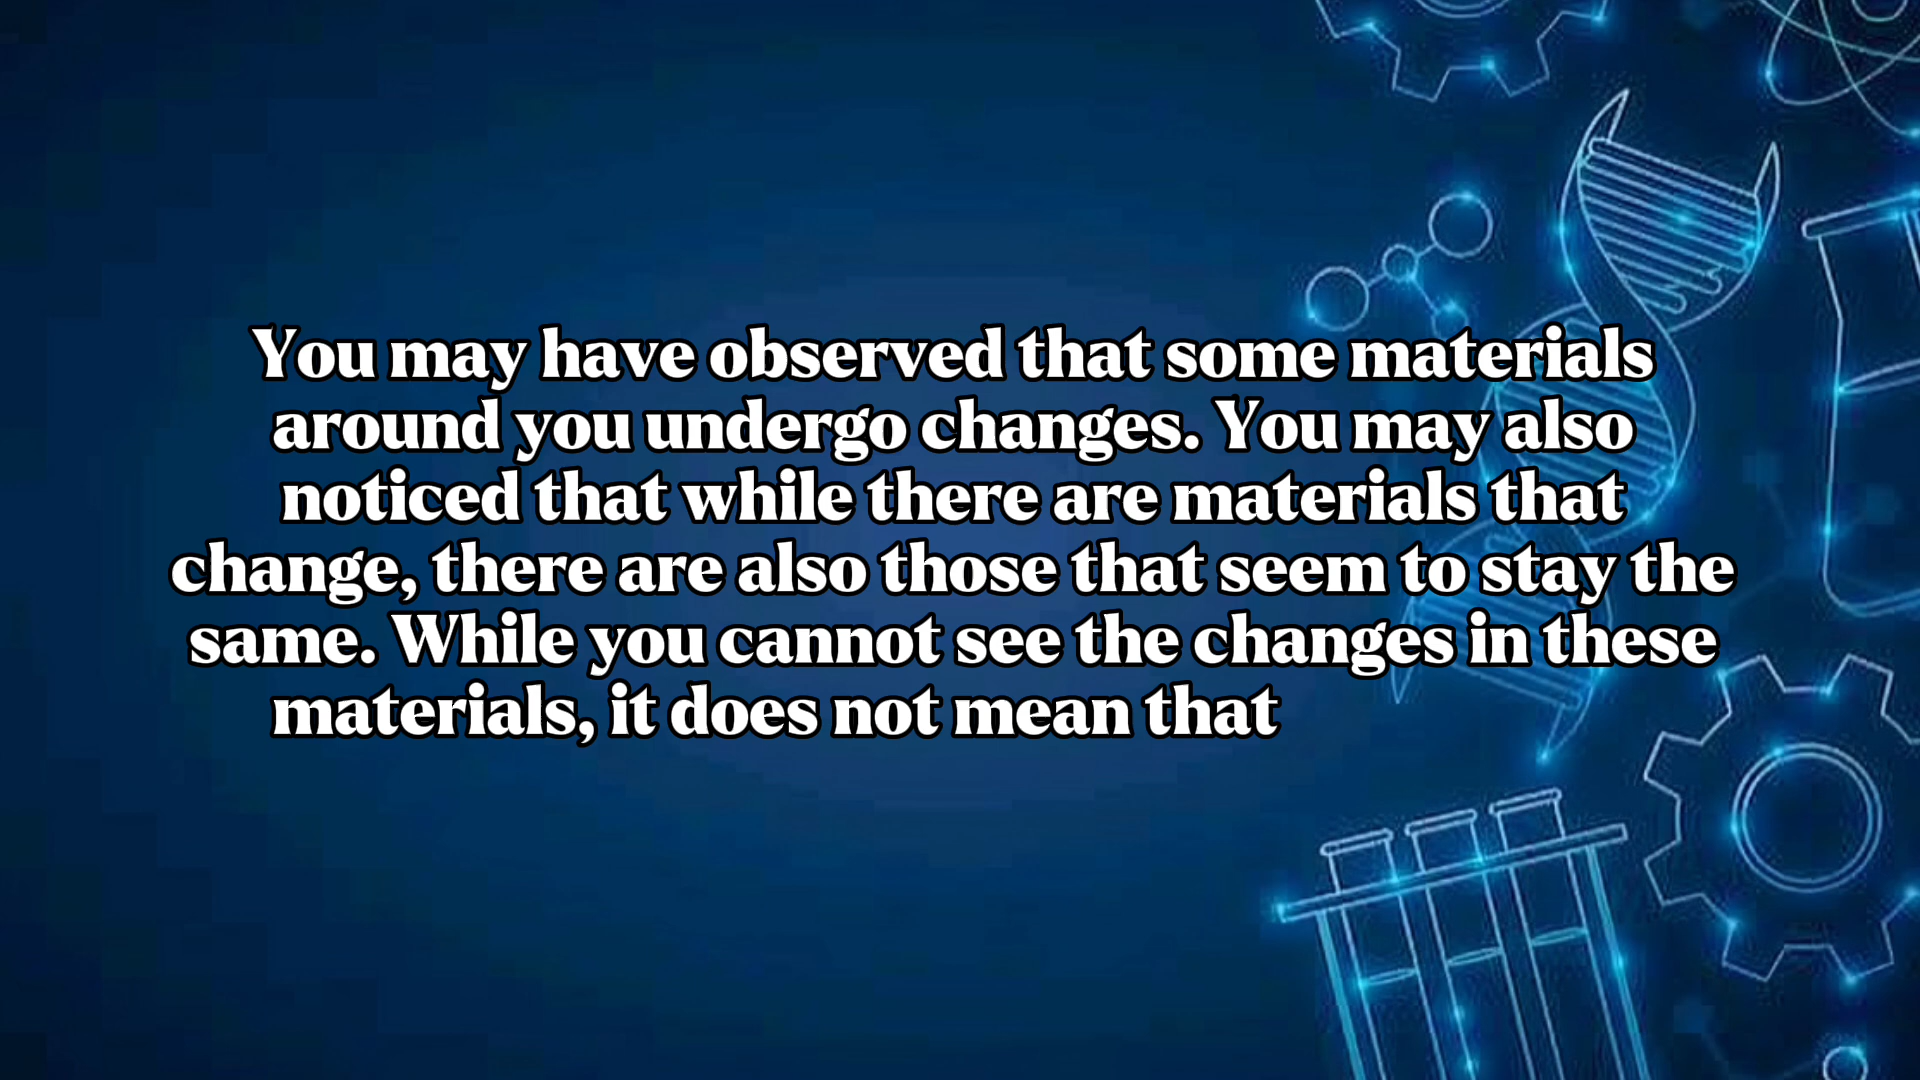 You may have observed that some materials
around you undergo changes. You may also
noticed that while there are materials that
change, there are also those that seem to stay the
same. While you cannot see the changes in these
materials, it does not mean that